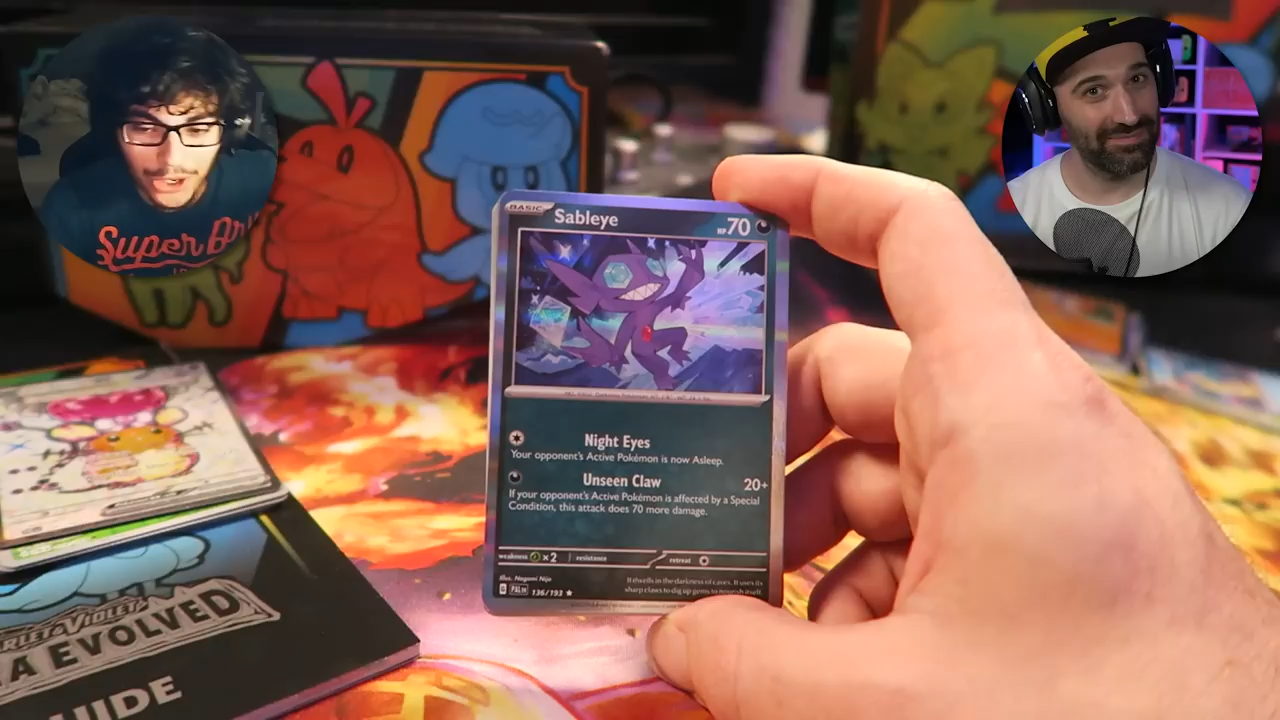 Super Br
BASIC
Sableye
HP 70
Night Eyes
Your opponent's Active Pokémon is now Asleep.
Unseen Claw 20+
If your opponent's Active Pokémon is affected by a Special
Condition, this attack does 70 more damage.
weakness ×2 resistance retreat
Illus. Nagomi Nijo
It dwells in the darkness of caves. It uses its
sharp claws to dig up gems to nourish itself.
G PAL EN 136/193 ★
RLET & VIOLET
A EVOLVED
UIDE